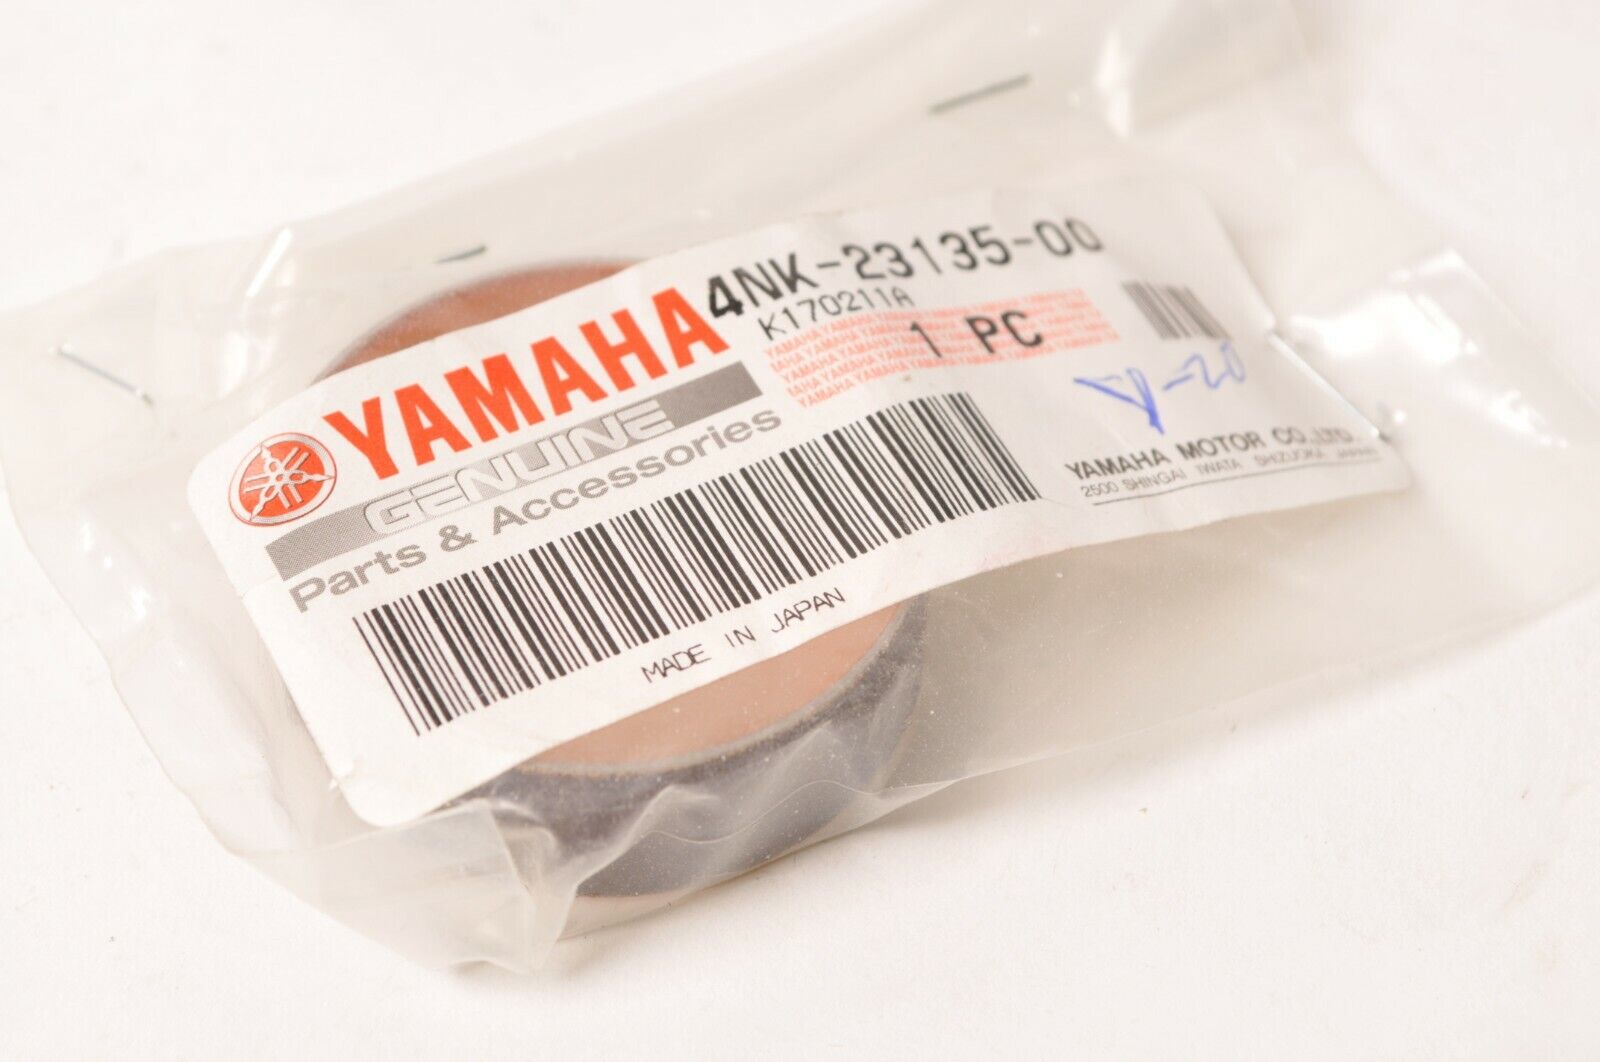 YAMAHA
GENUINE
Parts & Accessories
4NK-23135-00
K170211A
1 PC
MADE IN JAPAN
YAMAHA MOTOR CO., LTD.
2500 SHINGAI IWATA SHIZUOKA JAPAN